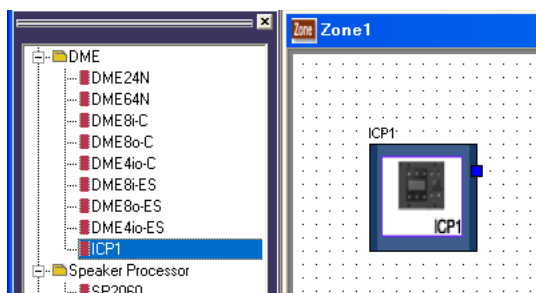 DME
DME24N
DME64N
DME8i-C
DME8o-C
DME4io-C
DME8i-ES
DME8o-ES
DME4io-ES
ICP1
Speaker Processor
SP2060
Zone Zone1
ICP1
ICP1